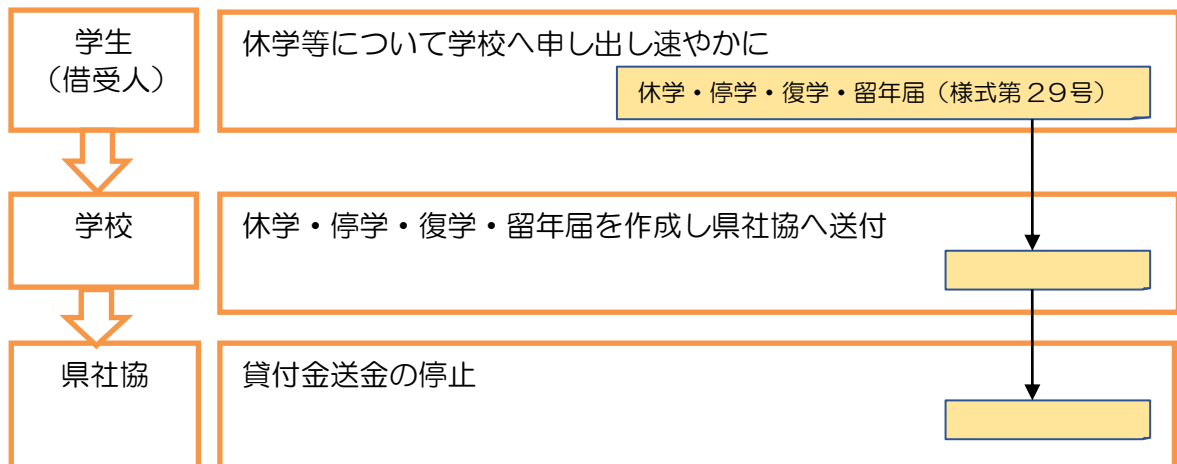 学生
（借受人）
休学等について学校へ申し出し速やかに
休学・停学・復学・留年届（様式第２９号）
学校
休学・停学・復学・留年届を作成し県社協へ送付
県社協
貸付金送金の停止